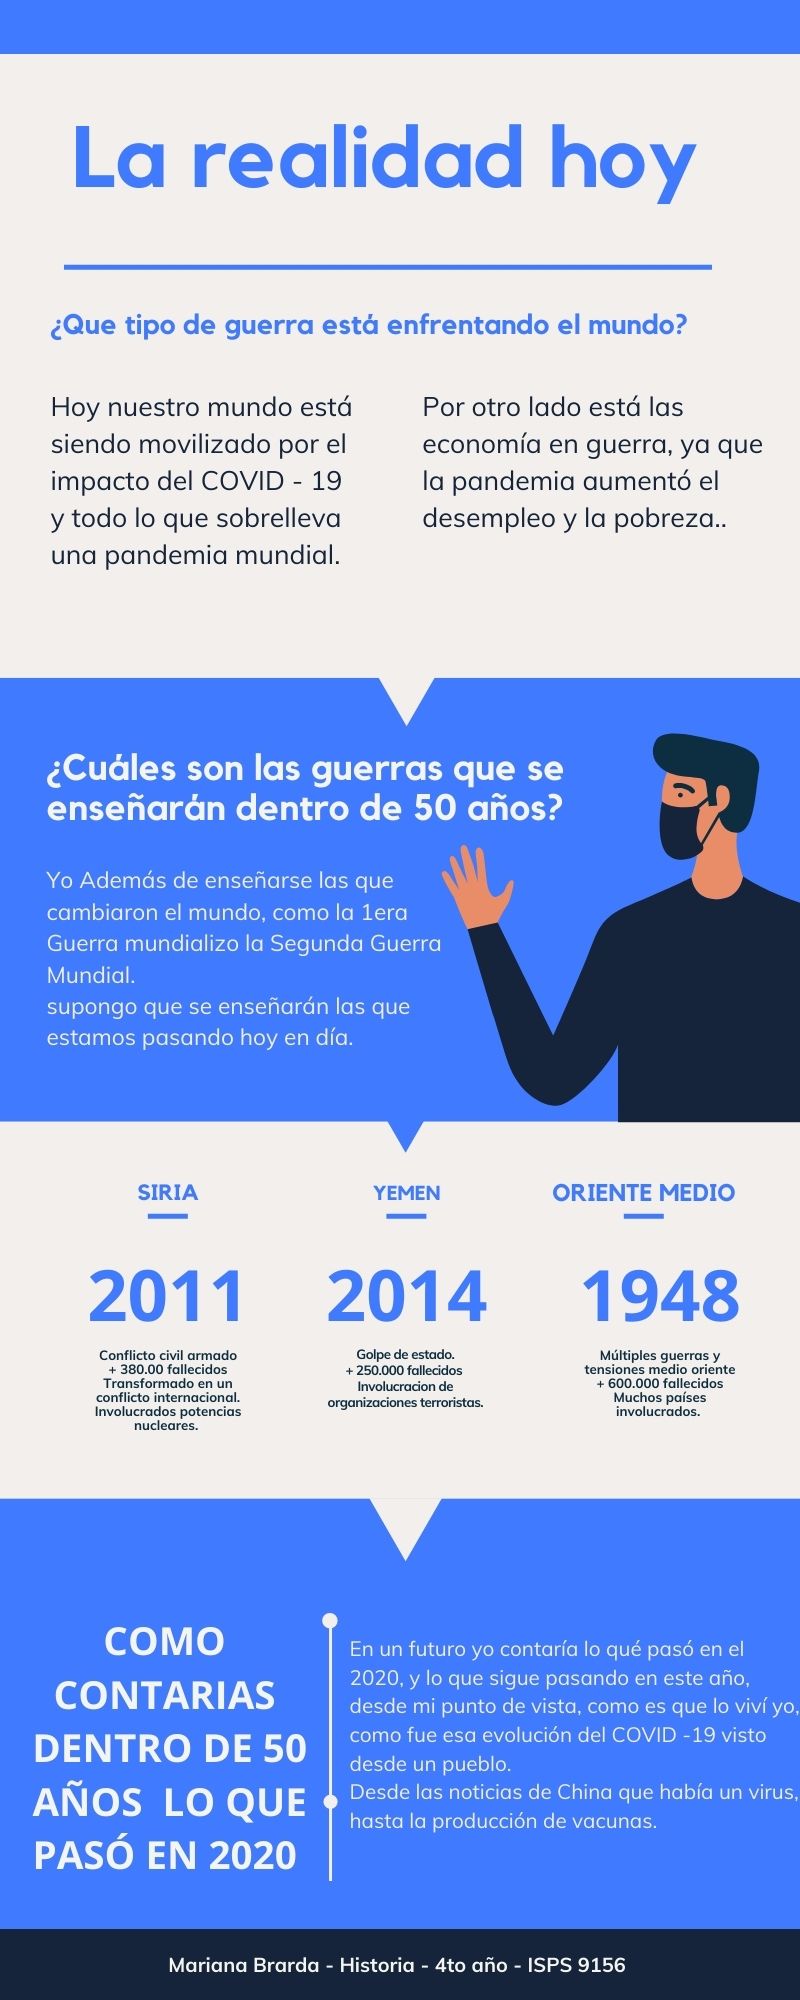 La realidad hoy
¿Que tipo de guerra está enfrentando el mundo?
Hoy nuestro mundo está
siendo movilizado por el
impacto del COVID - 19
y todo lo que sobrelleva
una pandemia mundial.
Por otro lado está las
economía en guerra, ya que
la pandemia aumentó el
desempleo y la pobreza..
¿Cuáles son las guerras que se
enseñarán dentro de 50 años?
Yo Además de enseñarse las que
cambiaron el mundo, como la 1era
Guerra mundializo la Segunda Guerra
Mundial.
supongo que se enseñarán las que
estamos pasando hoy en día.
SIRIA
2011
Conflicto civil armado
+ 380.00 fallecidos
Transformado en un
conflicto internacional.
Involucrados potencias
nucleares.
YEMEN
2014
Golpe de estado.
+ 250.000 fallecidos
Involucracion de
organizaciones terroristas.
ORIENTE MEDIO
1948
Múltiples guerras y
tensiones medio oriente
+ 600.000 fallecidos
Muchos países
involucrados.
COMO
CONTARIAS
DENTRO DE 50
AÑOS  LO QUE
PASÓ EN 2020
En un futuro yo contaría lo qué pasó en el
2020, y lo que sigue pasando en este año,
desde mi punto de vista, como es que lo viví yo,
como fue esa evolución del COVID -19 visto
desde un pueblo.
Desde las noticias de China que había un virus,
hasta la producción de vacunas.
Mariana Brarda - Historia - 4to año - ISPS 9156